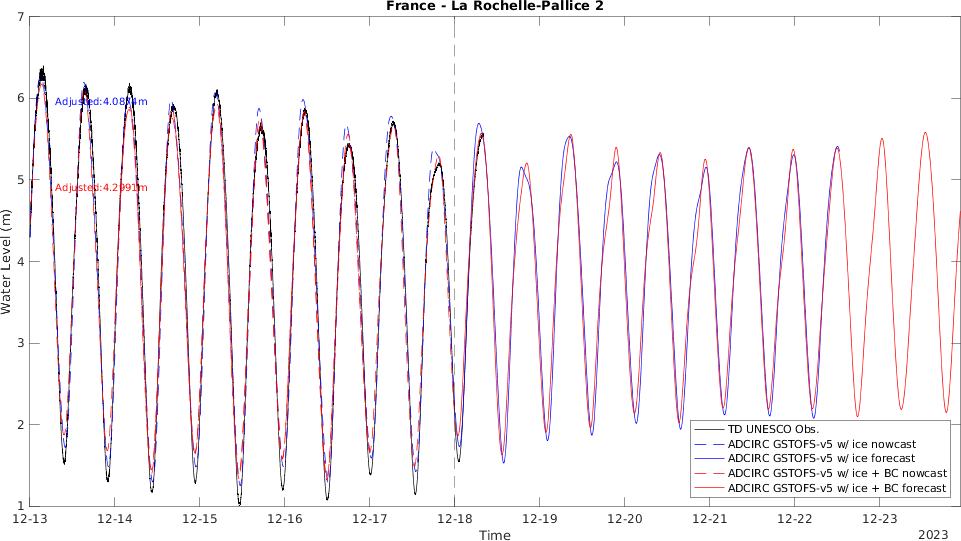 France - La Rochelle-Pallice 2
7
6
5
4
3
2
1
Water Level (m)
Adjusted:4.0834m
Adjusted:4.2991m
TD UNESCO Obs.
ADCIRC GSTOFS-v5 w/ ice nowcast
ADCIRC GSTOFS-v5 w/ ice forecast
ADCIRC GSTOFS-v5 w/ ice + BC nowcast
ADCIRC GSTOFS-v5 w/ ice + BC forecast
12-13 12-14 12-15 12-16 12-17 12-18 12-19 12-20 12-21 12-22 12-23
Time
2023